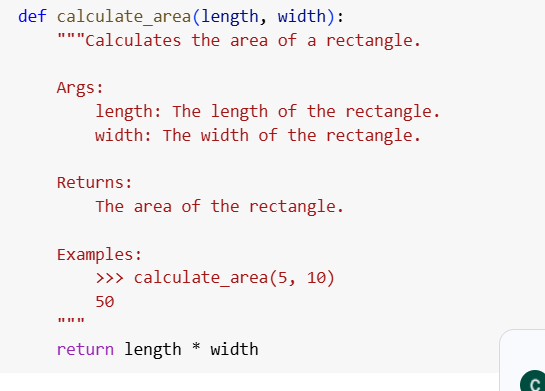 def calculate_area(length, width):
    """Calculates the area of a rectangle.

    Args:
        length: The length of the rectangle.
        width: The width of the rectangle.

    Returns:
        The area of the rectangle.

    Examples:
        >>> calculate_area(5, 10)
        50
    """
    return length * width
C